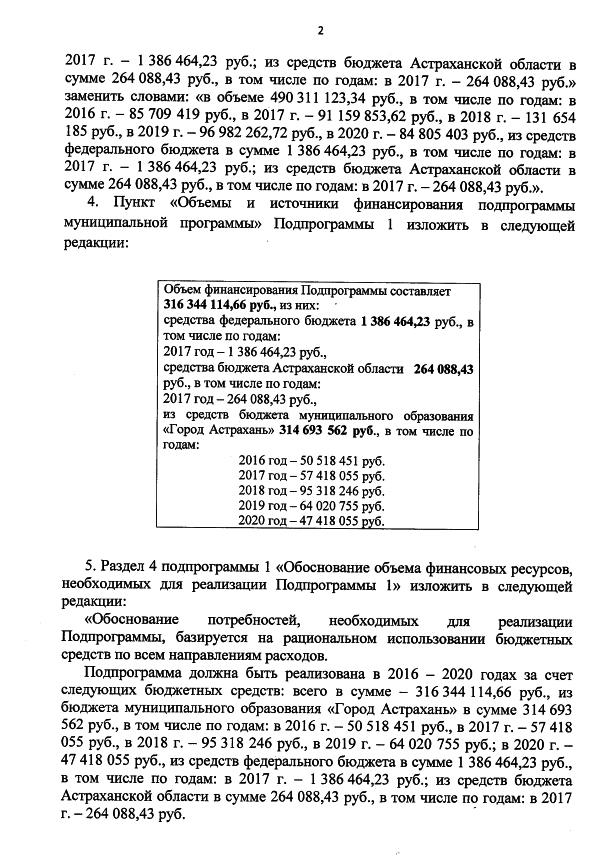 2
2017 г. – 1 386 464,23 руб.; из средств бюджета Астраханской области в
сумме 264 088,43 руб., в том числе по годам: в 2017 г. – 264 088,43 руб.»
заменить словами: «в объеме 490 311 123,34 руб., в том числе по годам: в
2016 г. – 85 709 419 руб., в 2017 г. – 91 159 853,62 руб., в 2018 г. – 131 654
185 руб., в 2019 г. – 96 982 262,72 руб., в 2020 г. – 84 805 403 руб., из средств
федерального бюджета в сумме 1 386 464,23 руб., в том числе по годам: в
2017 г. – 1 386 464,23 руб.; из средств бюджета Астраханской области в
сумме 264 088,43 руб., в том числе по годам: в 2017 г. – 264 088,43 руб.».
4. Пункт «Объемы и источники финансирования подпрограммы
муниципальной программы» Подпрограммы 1 изложить в следующей
редакции:
Объем финансирования Подпрограммы составляет
316 344 114,66 руб., из них:
средства федерального бюджета 1 386 464,23 руб., в
том числе по годам:
2017 год – 1 386 464,23 руб.,
средства бюджета Астраханской области 264 088,43
руб., в том числе по годам:
2017 год – 264 088,43 руб.,
из средств бюджета муниципального образования
«Город Астрахань» 314 693 562 руб., в том числе по
годам:
2016 год – 50 518 451 руб.
2017 год – 57 418 055 руб.
2018 год – 95 318 246 руб.
2019 год – 64 020 755 руб.
2020 год – 47 418 055 руб.
5. Раздел 4 подпрограммы 1 «Обоснование объема финансовых ресурсов,
необходимых для реализации Подпрограммы 1» изложить в следующей
редакции:
«Обоснование потребностей, необходимых для реализации
Подпрограммы, базируется на рациональном использовании бюджетных
средств по всем направлениям расходов.
Подпрограмма должна быть реализована в 2016 – 2020 годах за счет
следующих бюджетных средств: всего в сумме – 316 344 114,66 руб., из
бюджета муниципального образования «Город Астрахань» в сумме 314 693
562 руб., в том числе по годам: в 2016 г. – 50 518 451 руб., в 2017 г. – 57 418
055 руб., в 2018 г. – 95 318 246 руб., в 2019 г. – 64 020 755 руб.; в 2020 г. –
47 418 055 руб., из средств федерального бюджета в сумме 1 386 464,23 руб.,
в том числе по годам: в 2017 г. – 1 386 464,23 руб.; из средств бюджета
Астраханской области в сумме 264 088,43 руб., в том числе по годам: в 2017
г. – 264 088,43 руб.